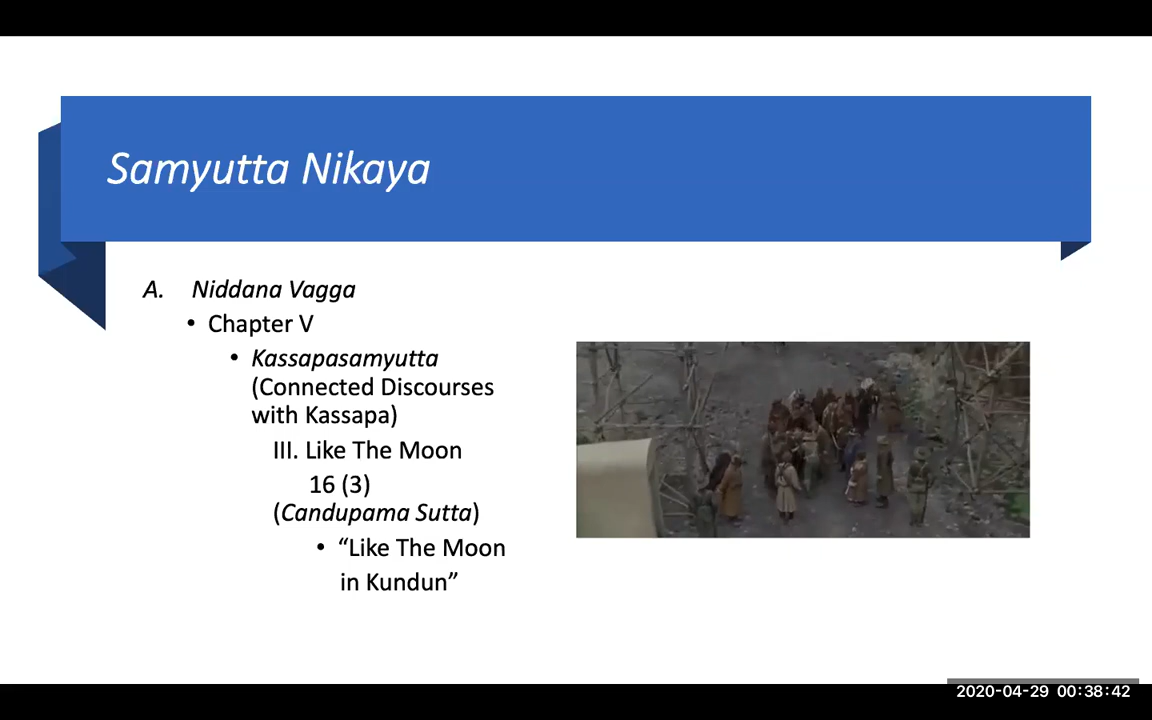 Samyutta Nikaya
A. Niddana Vagga
• Chapter V
• Kassapasamyutta
(Connected Discourses
with Kassapa)
III. Like The Moon
16 (3)
(Candupama Sutta)
• “Like The Moon
in Kundun”
2020-04-29 00:38:42